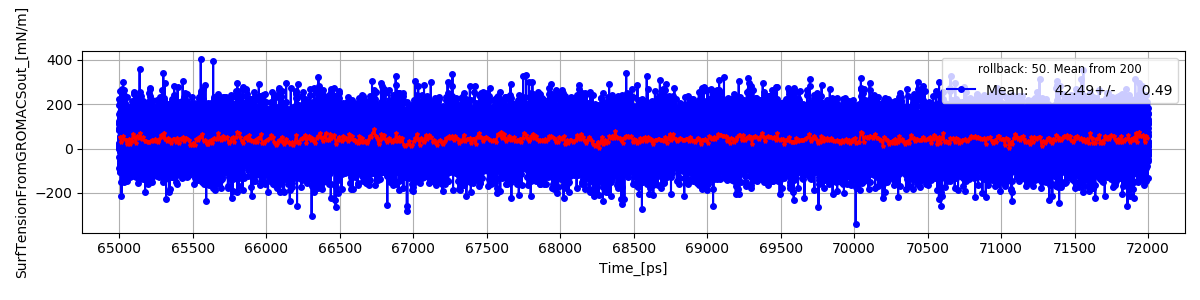 SurfTensionFromGROMACSout_[mN/m]
400
200
0
−200
rollback: 50. Mean from 200
Mean: 42.49+/- 0.49
65000 65500 66000 66500 67000 67500 68000 68500 69000 69500 70000 70500 71000 71500 72000
Time_[ps]